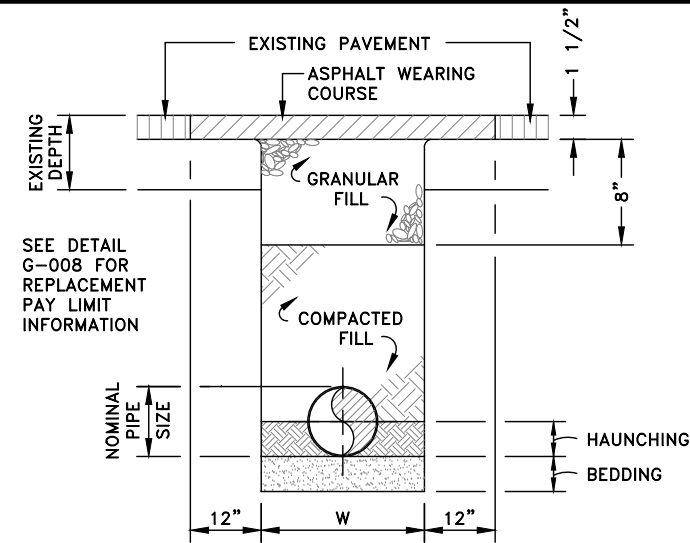 EXISTING PAVEMENT
1 1/2"
ASPHALT WEARING
COURSE
EXISTING
DEPTH
GRANULAR
FILL
8"
SEE DETAIL
G-008 FOR
REPLACEMENT
PAY LIMIT
INFORMATION
COMPACTED
FILL
NOMINAL
PIPE
SIZE
HAUNCHING
BEDDING
12"
W
12"